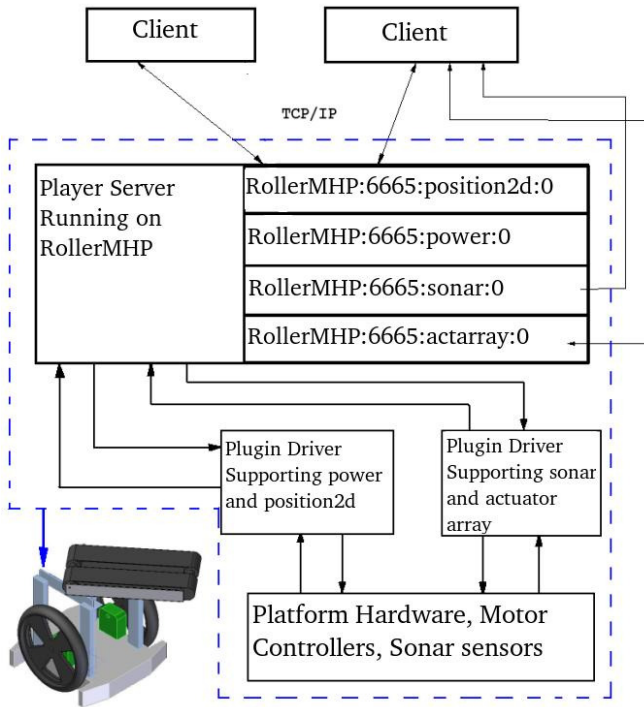 Client
Client
TCP/IP
Player Server
Running on
RollerMHP
RollerMHP:6665:position2d:0
RollerMHP:6665:power:0
RollerMHP:6665:sonar:0
RollerMHP:6665:actarray:0
Plugin Driver
Supporting power
and position2d
Plugin Driver
Supporting sonar
and actuator
array
Platform Hardware, Motor
Controllers, Sonar sensors